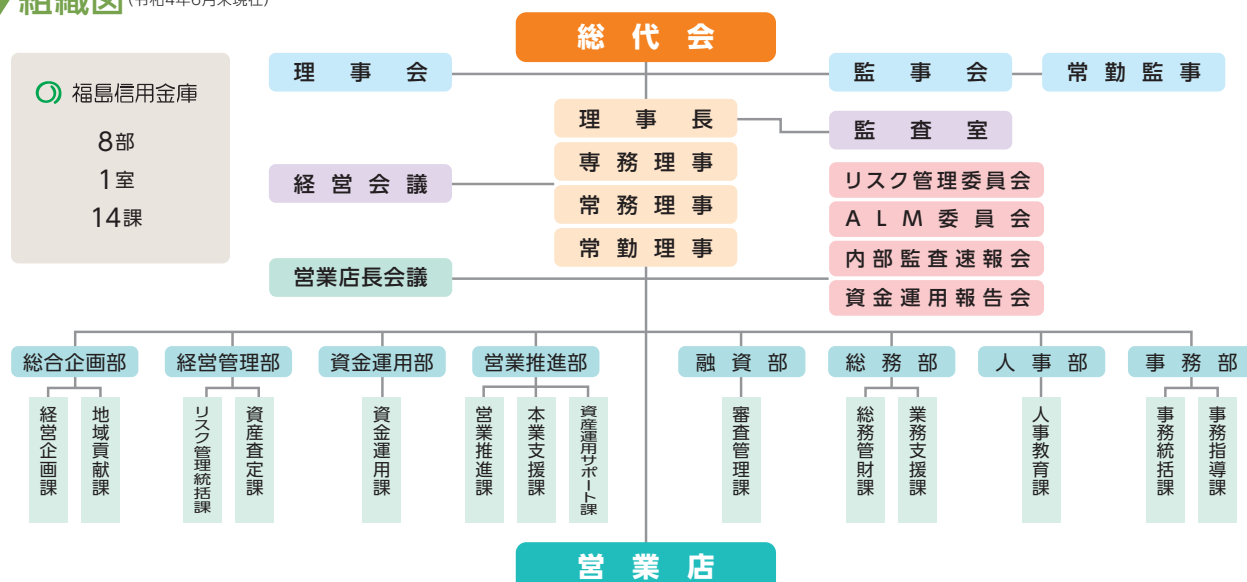 組織図(令和4年6月末現在)
総代会
理事会
監事会
常勤監事
福島信用金庫
8部
1室
14課
理事長
監査室
専務理事
経営会議
リスク管理委員会
常務理事
ALM委員会
常勤理事
内部監査速報会
営業店長会議
資金運用報告会
総合企画部
経営管理部
資金運用部
営業推進部
融資部
総務部
人事部
事務部
経営企画課
地域貢献課
リスク管理統括課
資産査定課
資金運用課
営業推進課
本業支援課
資産運用サポート課
審査管理課
総務管財課
業務支援課
人事教育課
事務統括課
事務指導課
営業店